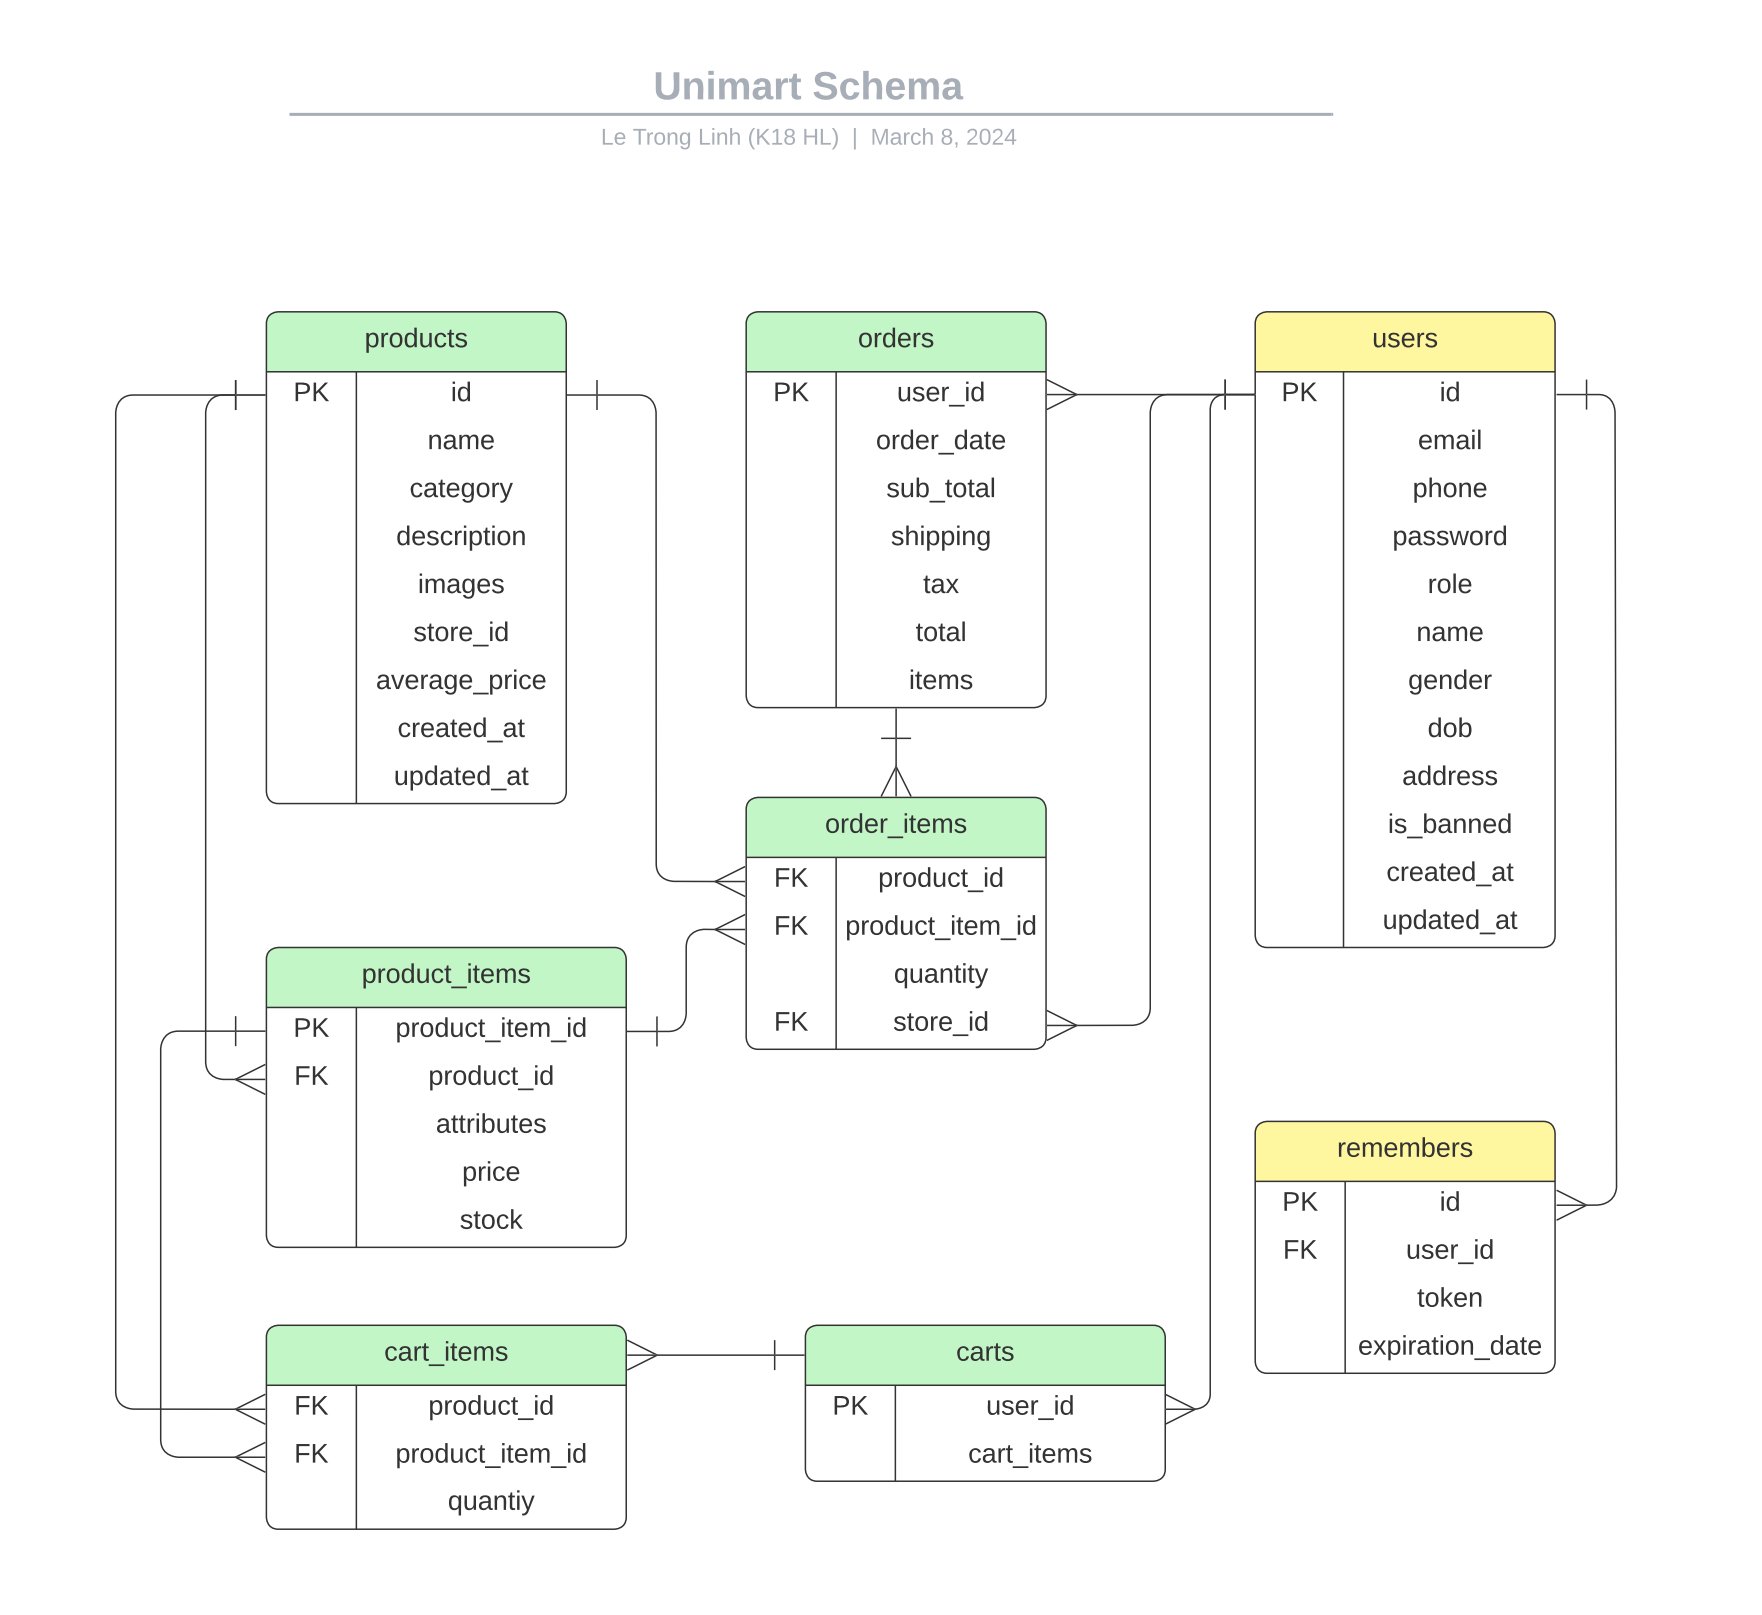 Unimart Schema
Le Trong Linh (K18 HL) | March 8, 2024
products
PK id
name
category
description
images
store_id
average_price
created_at
updated_at
orders
PK user_id
order_date
sub_total
shipping
tax
total
items
users
PK id
email
phone
password
role
name
gender
dob
address
is_banned
created_at
updated_at
order_items
FK product_id
FK product_item_id
quantity
FK store_id
product_items
PK product_item_id
FK product_id
attributes
price
stock
remembers
PK id
FK user_id
token
expiration_date
cart_items
FK product_id
FK product_item_id
quantiy
carts
PK user_id
cart_items